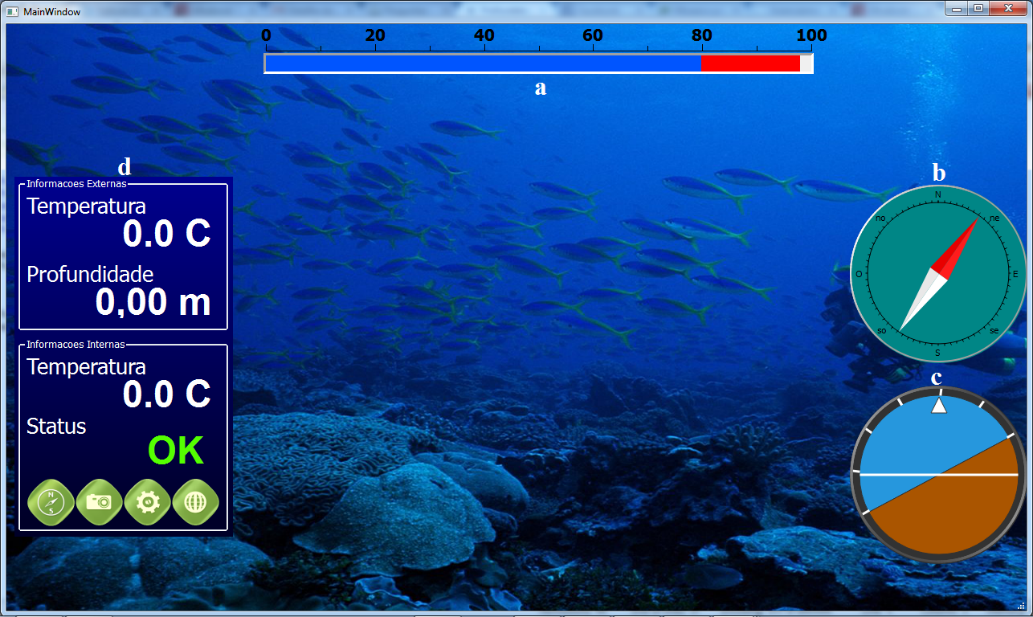 MainWindow
0 20 40 60 80 100
a
d
Informacoes Externas
Temperatura
0.0 C
Profundidade
0,00 m
Informacoes Internas
Temperatura
0.0 C
Status
OK
N
S
b
N
no ne
O E
so se
S
c